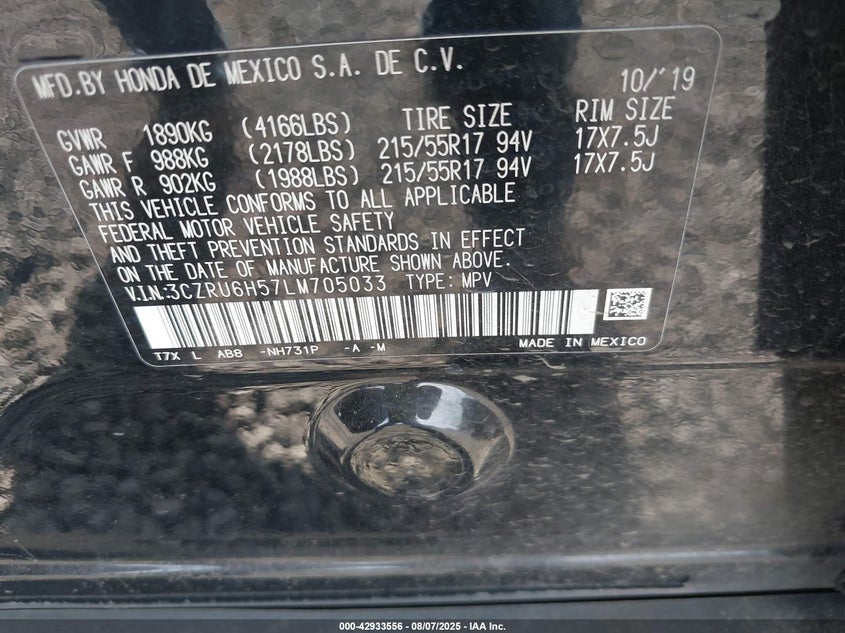 MFD.BY HONDA DE MEXICO S.A. DE C.V. 10/'19
GVWR 1890KG (4166LBS) TIRE SIZE RIM SIZE
GAWR F 988KG (2178LBS) 215/55R17 94V 17X7.5J
GAWR R 902KG (1988LBS) 215/55R17 94V 17X7.5J
THIS VEHICLE CONFORMS TO ALL APPLICABLE
FEDERAL MOTOR VEHICLE SAFETY
AND THEFT PREVENTION STANDARDS IN EFFECT
ON THE DATE OF MANUFACTURE SHOWN ABOVE.
V.I.N:3CZRU6H57LM705033 TYPE: MPV
T7X L AB8 -NH731P -A -M MADE IN MEXICO
000-42933556 - 08/07/2025 - IAA Inc.